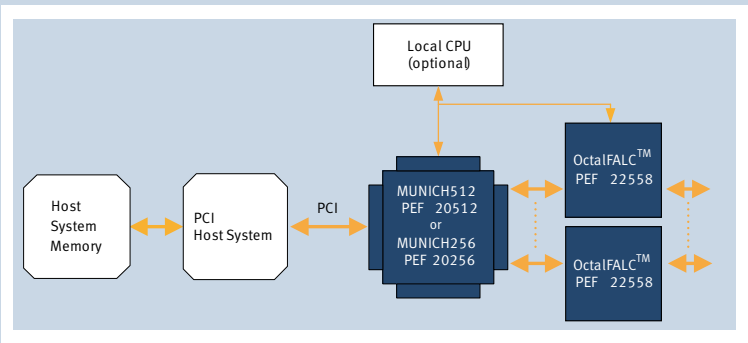 Local CPU
(optional)
OctalFALC™
PEF 22558
MUNICH512
PEF 20512
or
MUNICH256
PEF 20256
PCI
Host
System
Memory
PCI
Host System
OctalFALC™
PEF 22558